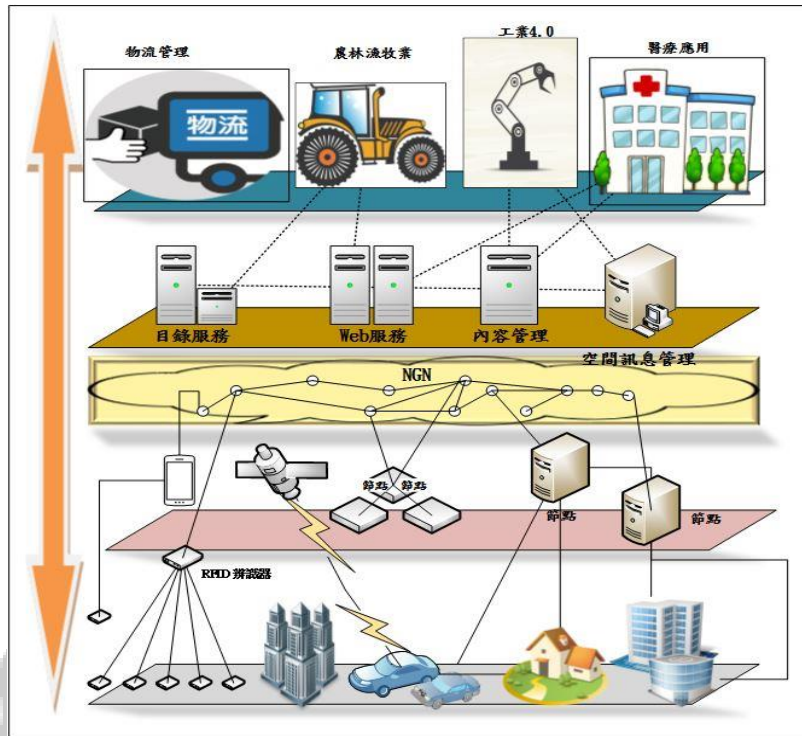 物流管理
農林漁牧業
工業4.0
醫療應用
物流
目錄服務
Web服務
內容管理
空間訊息管理
NGN
節點
節點
節點
節點
RFID 辨識器